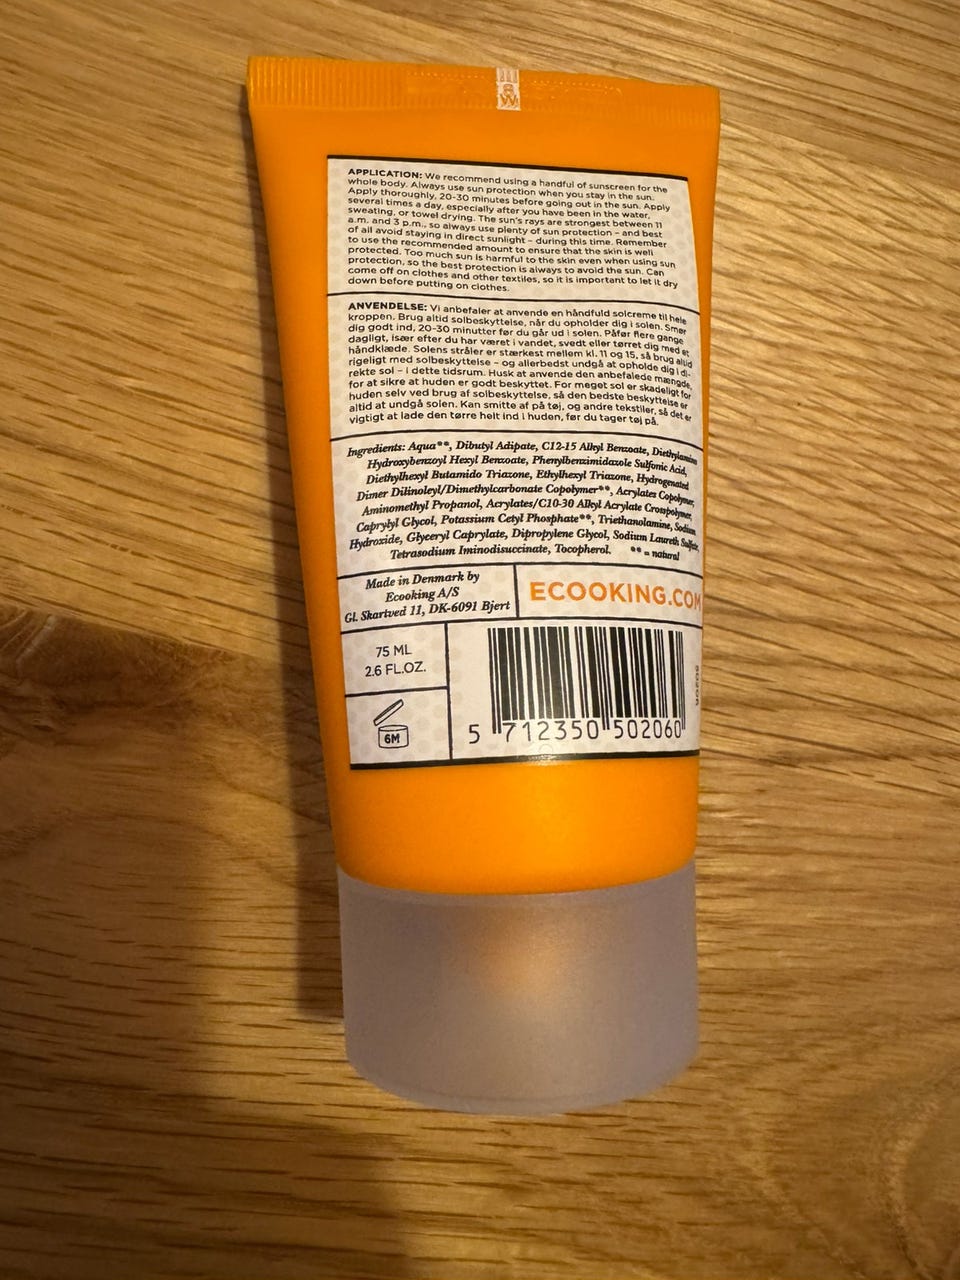 APPLICATION: We recommend using a handful of sunscreen for the
whole body. Always use sun protection when you stay in the sun.
Apply thoroughly, 20-30 minutes before going out in the sun. Apply
several times a day, especially after you have been in the water,
sweating, or towel drying. The sun's rays are strongest between 11
a.m. and 3 p.m., so always use plenty of sun protection – and best
of all avoid staying in direct sunlight – during this time. Remember
to use the recommended amount to ensure that the skin is well
protected. Too much sun is harmful to the skin even when using sun
protection, so the best protection is always to avoid the sun. Can
come off on clothes and other textiles, so it is important to let it dry
down before putting on clothes.
ANVENDELSE: Vi anbefaler at anvende en håndfuld solcreme til hele
kroppen. Brug altid solbeskyttelse, når du opholder dig i solen. Smør
dig godt ind, 20-30 minutter før du går ud i solen. Påfør flere gange
dagligt, især efter du har været i vandet, svedt eller tørret dig med et
håndklæde. Solens stråler er stærkest mellem kl. 11 og 15, så brug altid
rigeligt med solbeskyttelse – og allerbedst undgå at opholde dig i di-
rekte sol – i dette tidsrum. Husk at anvende den anbefalede mængde,
for at sikre at huden er godt beskyttet. For meget sol er skadeligt for
huden selv ved brug af solbeskyttelse, så den bedste beskyttelse er
altid at undgå solen. Kan smitte af på tøj, og andre tekstiler, så det er
vigtigt at lade den tørre helt ind i huden, før du tager tøj på.
Ingredients: Aqua**, Dibutyl Adipate, C12-15 Alkyl Benzoate, Diethylamino
Hydroxybenzoyl Hexyl Benzoate, Phenylbenzimidazole Sulfonic Acid,
Diethylhexyl Butamido Triazone, Ethylhexyl Triazone, Hydrogenated
Dimer Dilinoleyl/Dimethylcarbonate Copolymer**, Acrylates Copolymer,
Aminomethyl Propanol, Acrylates/C10-30 Alkyl Acrylate Crosspolymer,
Caprylyl Glycol, Potassium Cetyl Phosphate**, Triethanolamine, Sodium
Hydroxide, Glyceryl Caprylate, Dipropylene Glycol, Sodium Laureth Sulfate,
Tetrasodium Iminodisuccinate, Tocopherol. ** = natural
Made in Denmark by
Ecooking A/S
Gl. Skartved 11, DK-6091 Bjert
ECOOKING.COM
75 ML
2.6 FL.OZ.
6M
5 712350 502060